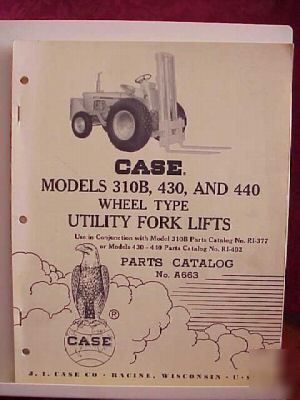 CASE®
MODELS 310B, 430, AND 440
WHEEL TYPE
UTILITY FORK LIFTS
Use in Conjunction with Model 310B Parts Catalog No. RI-377
or Models 430 - 440 Parts Catalog No. RI-402
PARTS CATALOG
No. A663
®
CASE
J. I. CASE CO - RACINE, WISCONSIN - U